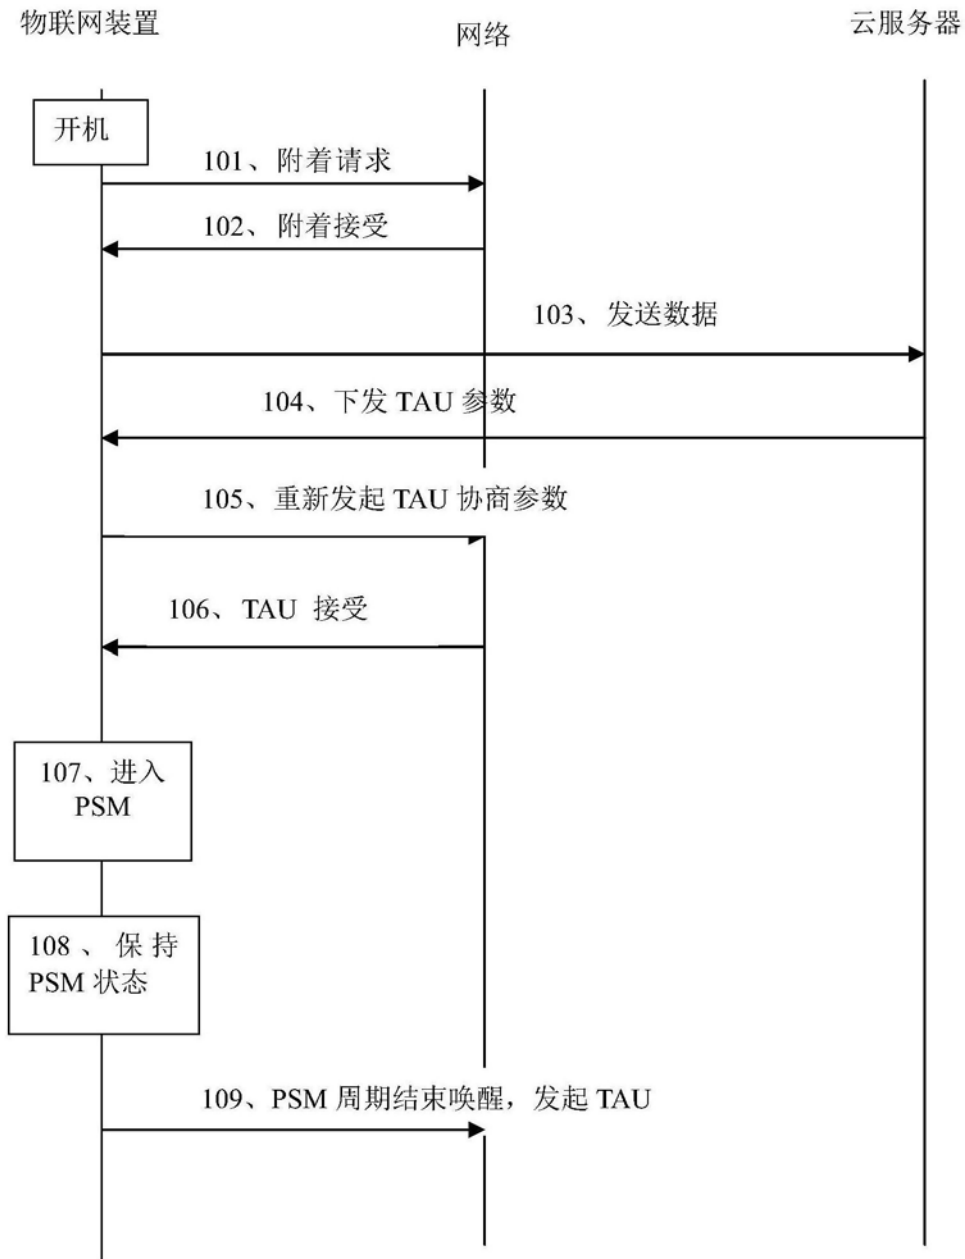 物联网装置
网络
云服务器
开机
101、附着请求
102、附着接受
103、发送数据
104、下发 TAU 参数
105、重新发起 TAU 协商参数
106、TAU 接受
107、进入
PSM
108、保持
PSM 状态
109、PSM 周期结束唤醒，发起 TAU